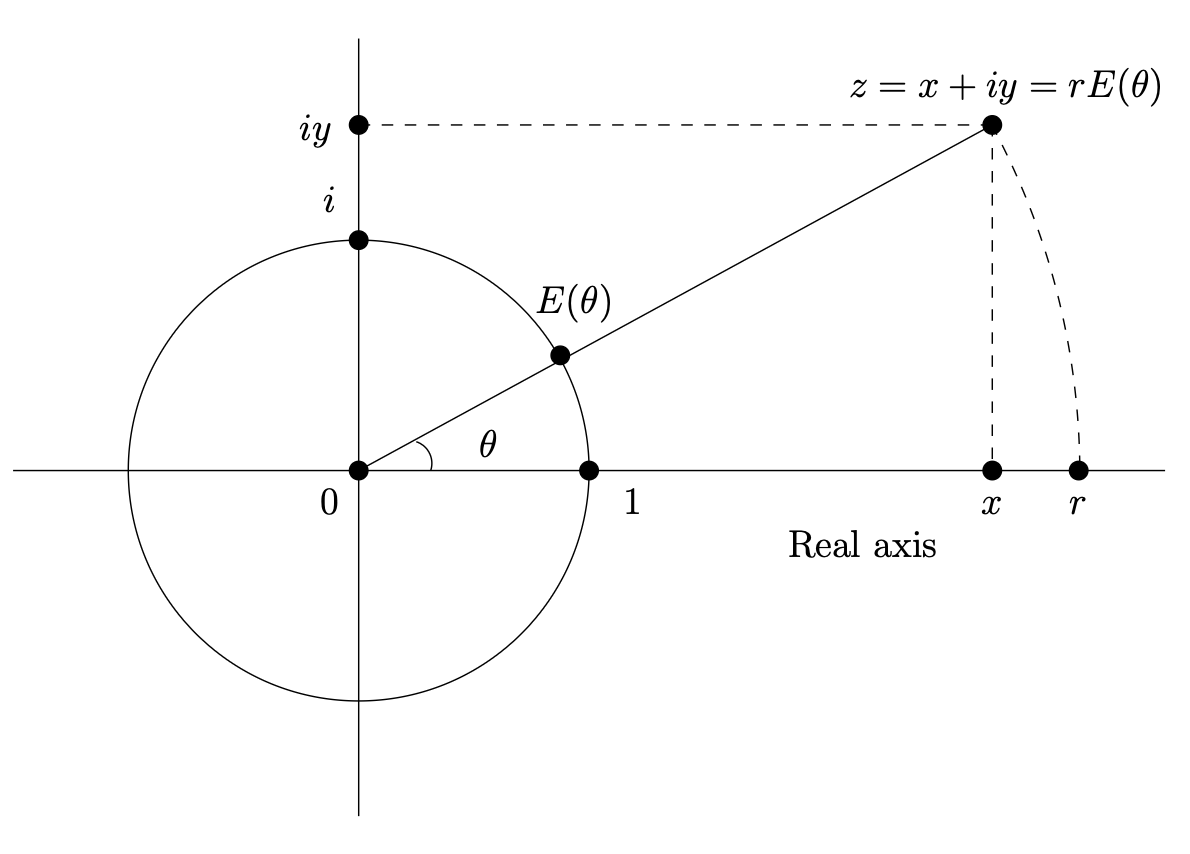 z = x + iy = rE(θ)
iy
i
E(θ)
θ
0
1
x
r
Real axis